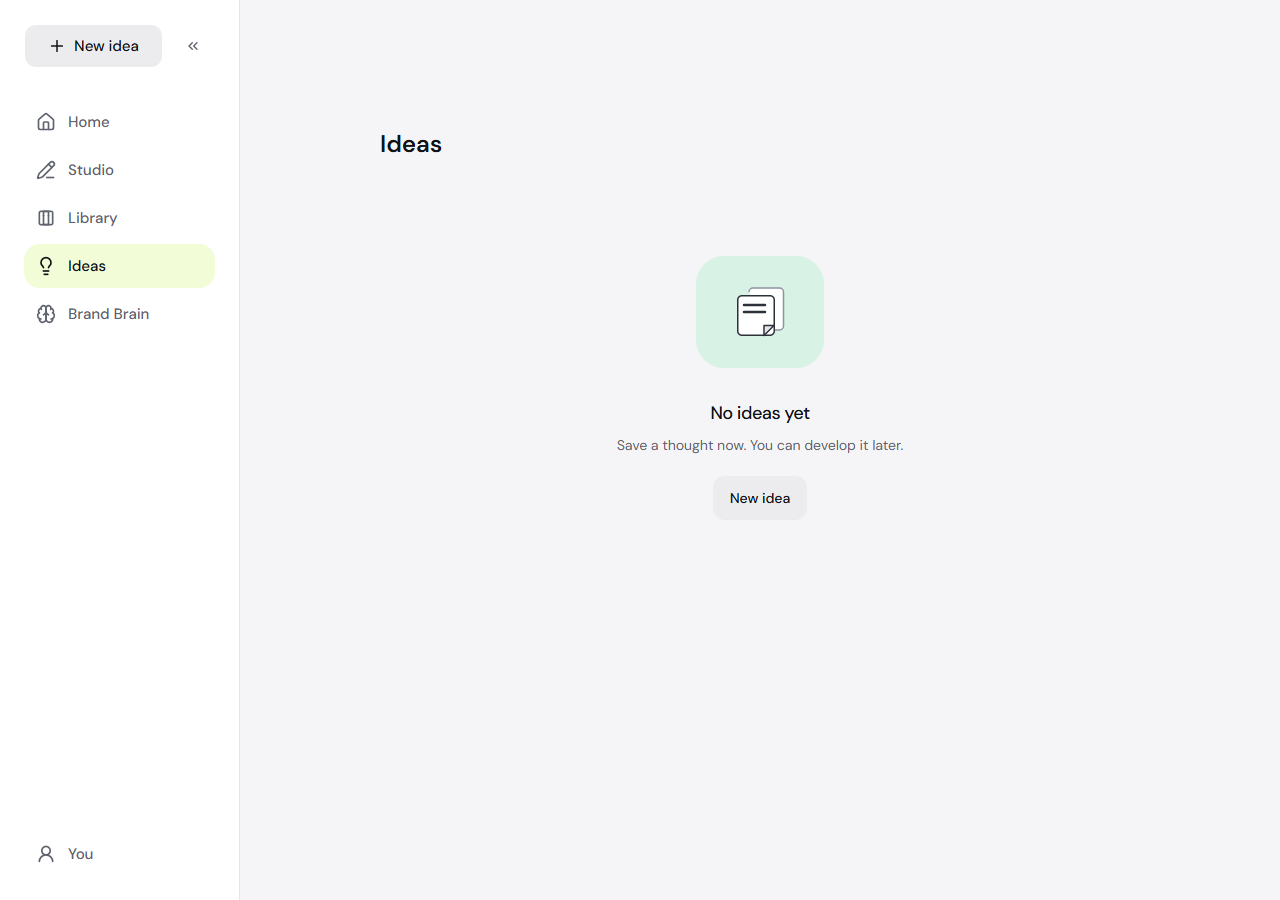 New idea
Home
Studio
Library
Ideas
Brand Brain
You
Ideas
No ideas yet
Save a thought now. You can develop it later.
New idea